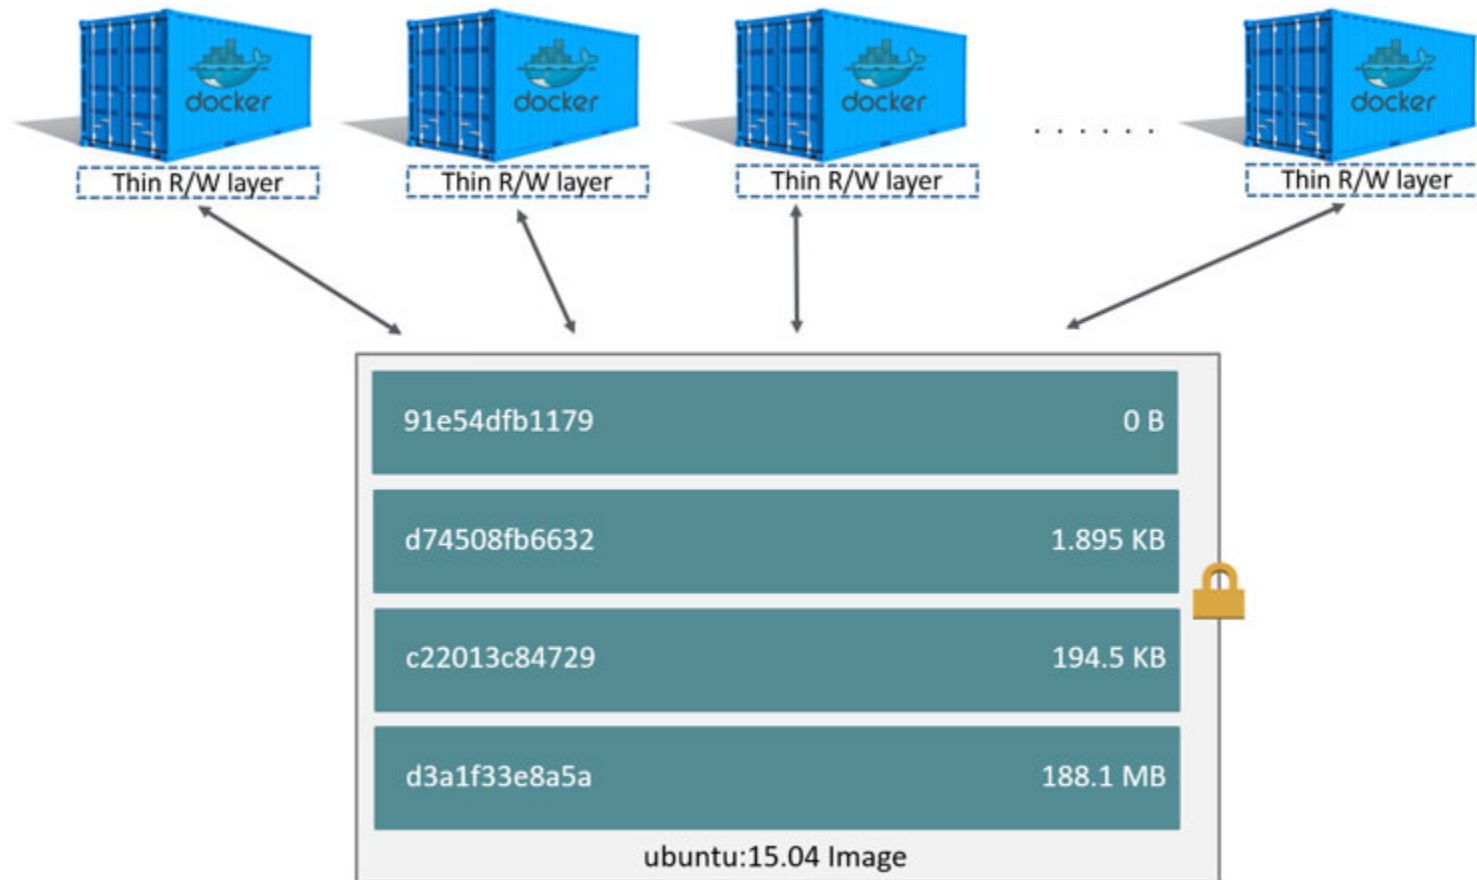 docker
docker
docker
docker
Thin R/W layer
Thin R/W layer
Thin R/W layer
. . . . . .
Thin R/W layer
91e54dfb1179 0 B
d74508fb6632 1.895 KB
c22013c84729 194.5 KB
d3a1f33e8a5a 188.1 MB
ubuntu:15.04 Image